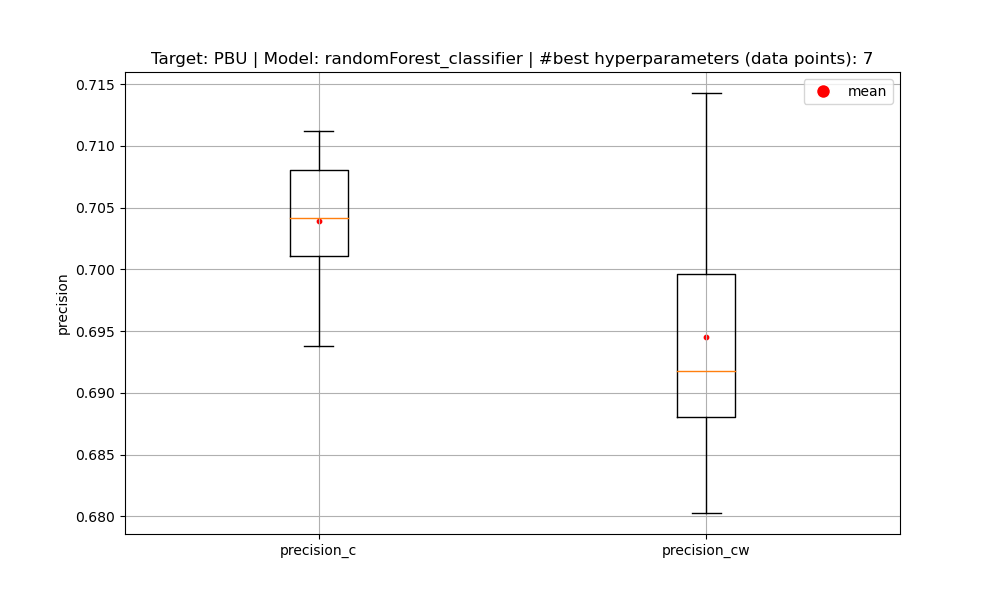 Target: PBU | Model: randomForest_classifier | #best hyperparameters (data points): 7
mean
precision
0.715
0.710
0.705
0.700
0.695
0.690
0.685
0.680
precision_c
precision_cw